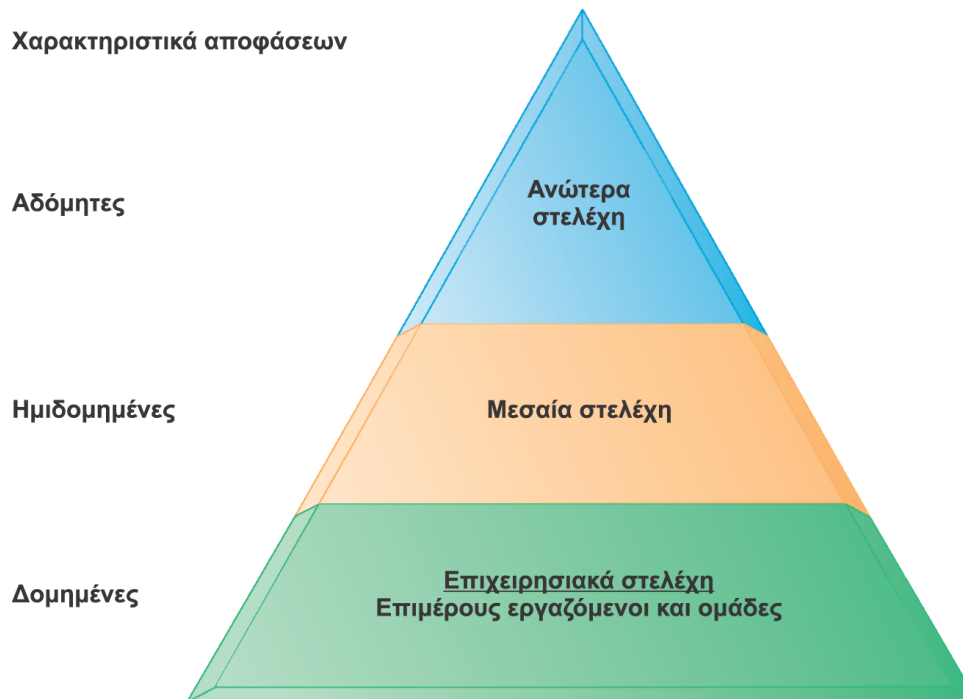 Χαρακτηριστικά αποφάσεων
Αδόμητες
Ανώτερα
στελέχη
Ημιδομημένες
Μεσαία στελέχη
Δομημένες
Επιχειρησιακά στελέχη
Επιμέρους εργαζόμενοι και ομάδες